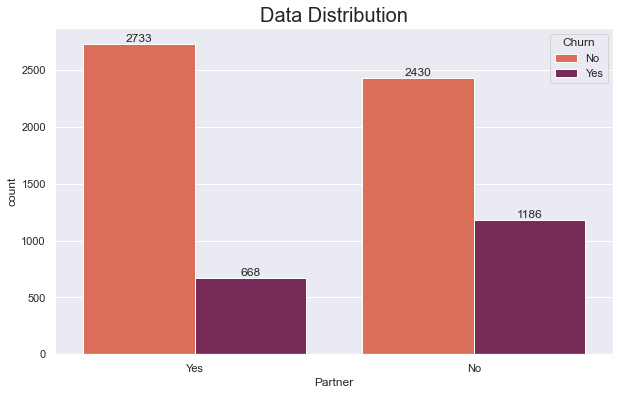 Data Distribution
2733
2430
668
1186
Churn
No
Yes
2500
2000
1500
1000
500
0
count
Yes
No
Partner